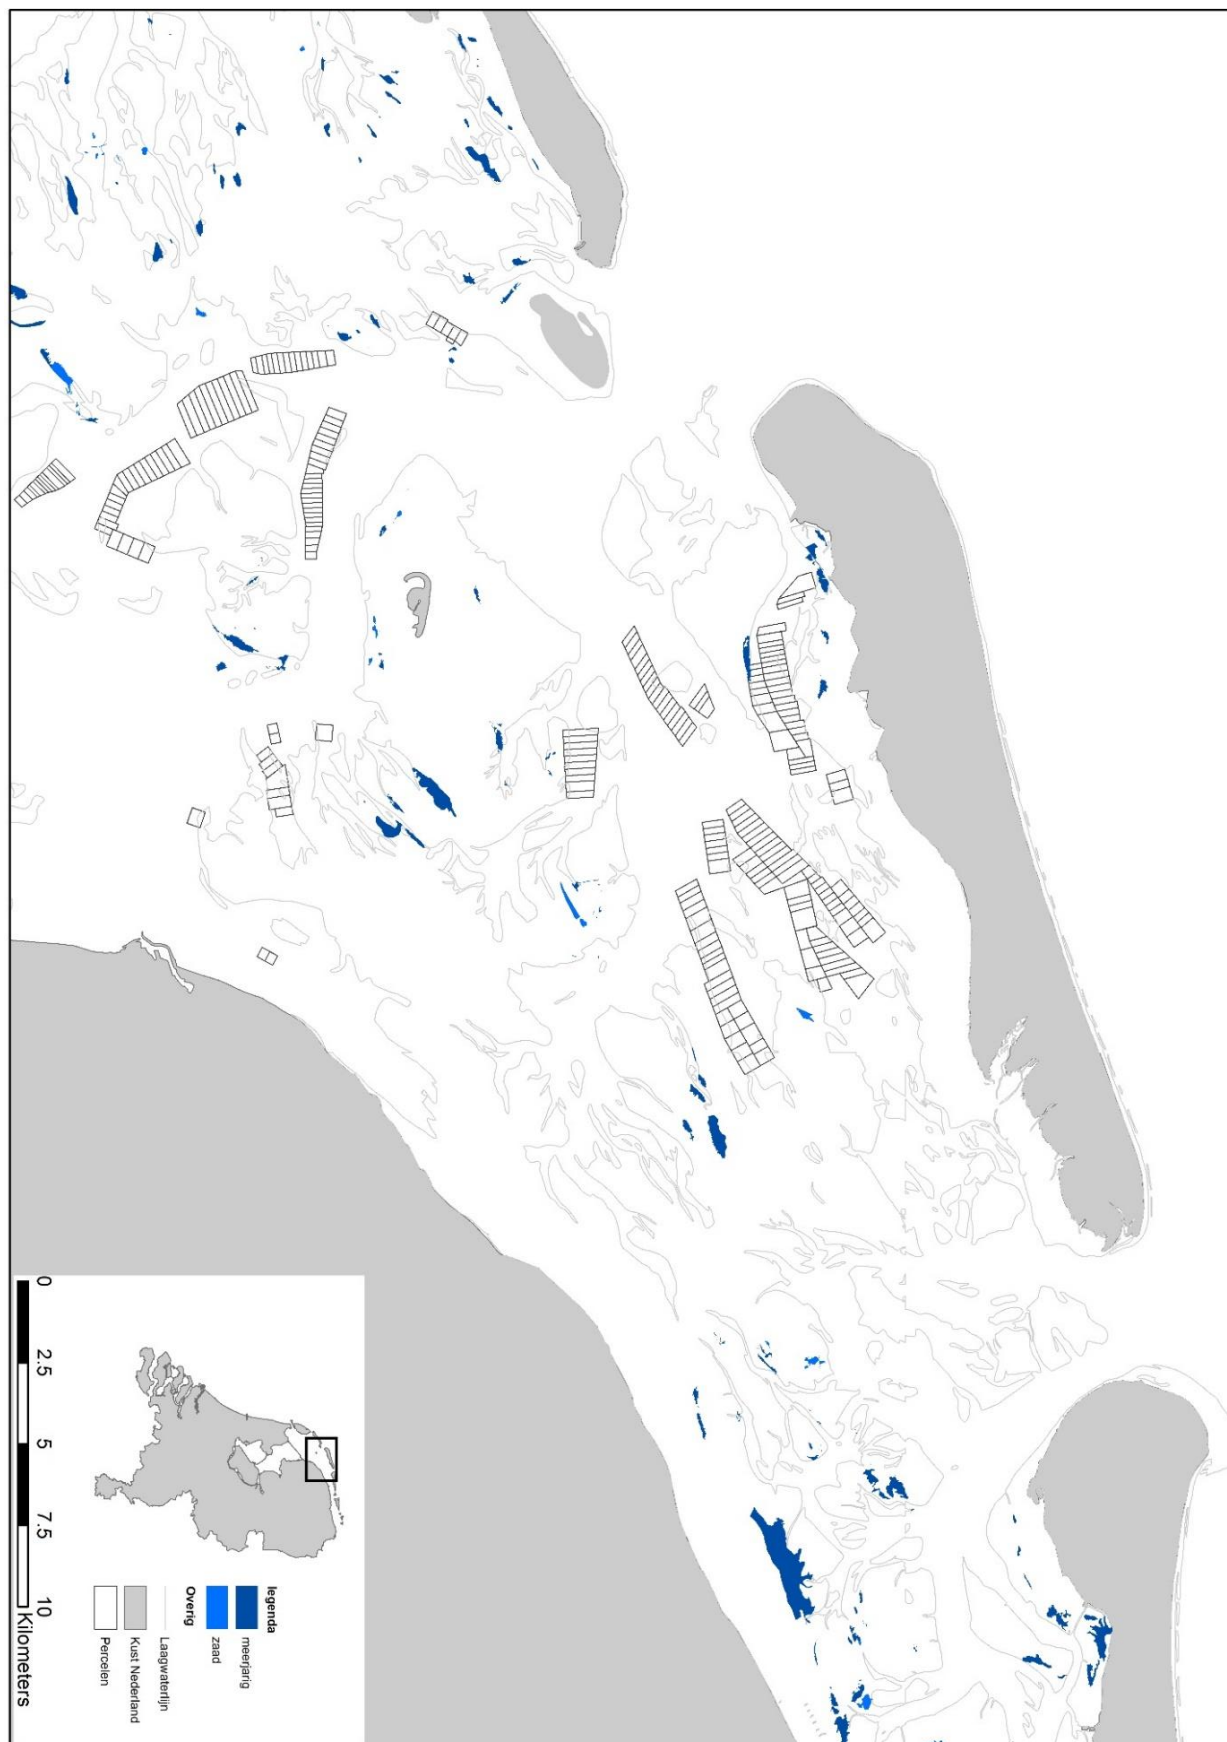 legenda
meerjarig
zaad
Overig
Laagwaterlijn
Kust Nederland
Percelen
0 2.5 5 7.5 10
Kilometers